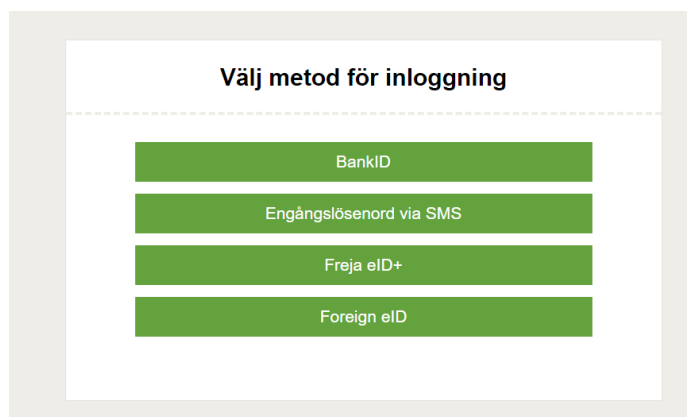 Välj metod för inloggning
BankID
Engångslösenord via SMS
Freja eID+
Foreign eID